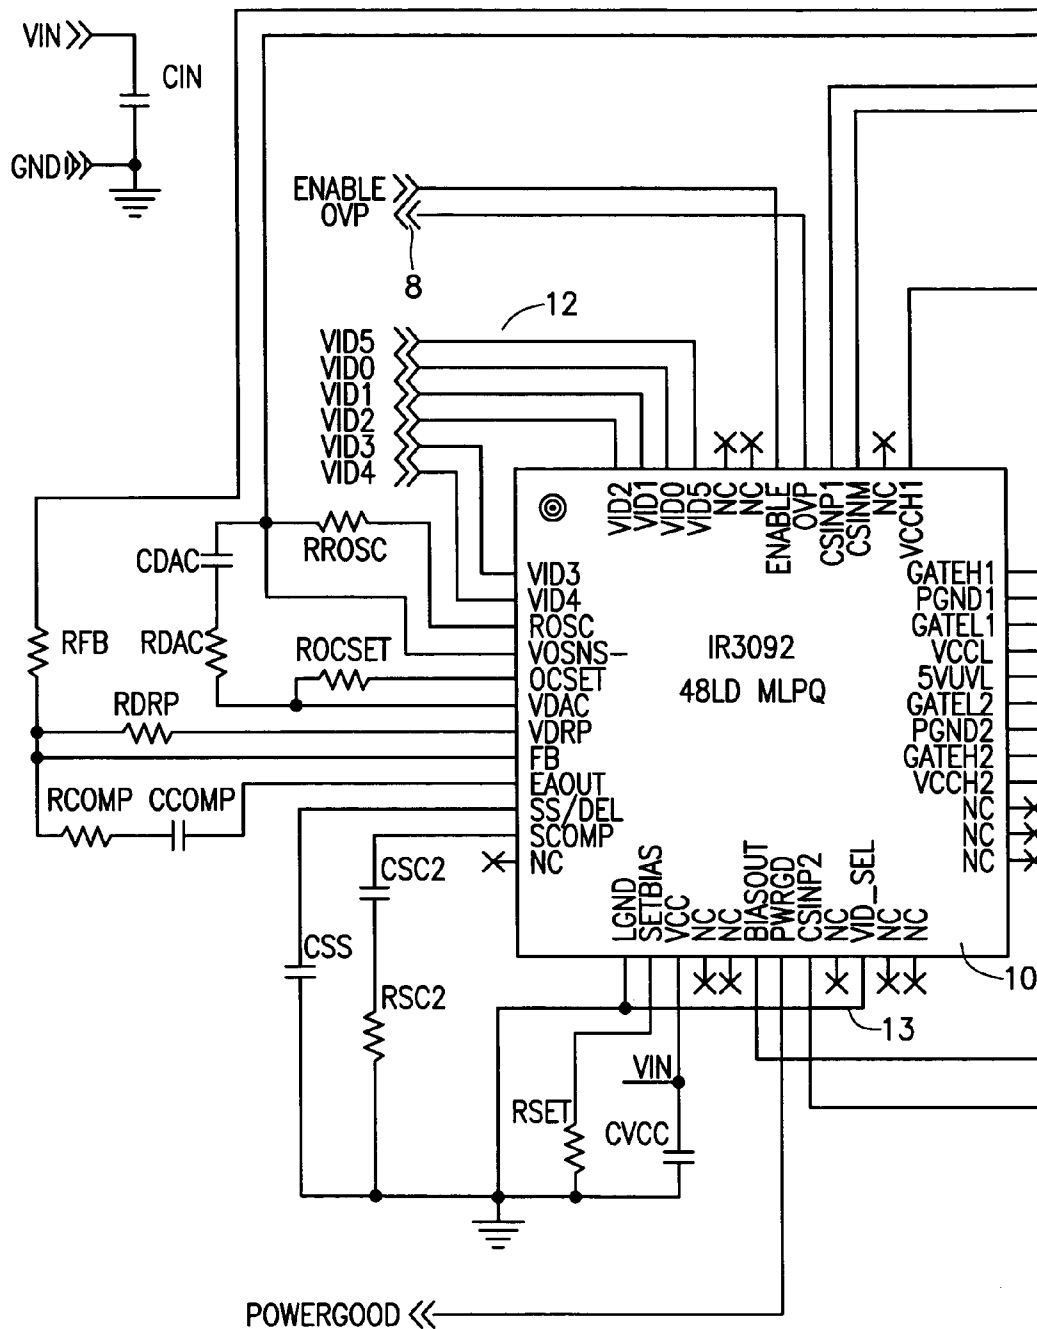 VIN
CIN
GND
ENABLE
OVP
8
12
VID5
VID0
VID1
VID2
VID3
VID4
VID2
VID1
VID0
VID5
NC
NC
ENABLE
OVP
CSINP1
CSINM
NC
VCCH1
CDAC
RROSC
RFB
RDAC
ROCSET
RDRP
RCOMP
CCOMP
VID3
VID4
ROSC
VOSNS-
OCSET
VDAC
VDRP
FB
EAOUT
SS/DEL
SCOMP
NC
IR3092
48LD MLPQ
GATEH1
PGND1
GATEL1
VCCL
5VUVL
GATEL2
PGND2
GATEH2
VCCH2
NC
NC
NC
LGND
SETBIAS
VCC
NC
NC
BIASOUT
PWRGD
CSINP2
NC
VID_SEL
NC
NC
CSC2
CSS
RSC2
10
13
VIN
RSET
CVCC
POWERGOOD